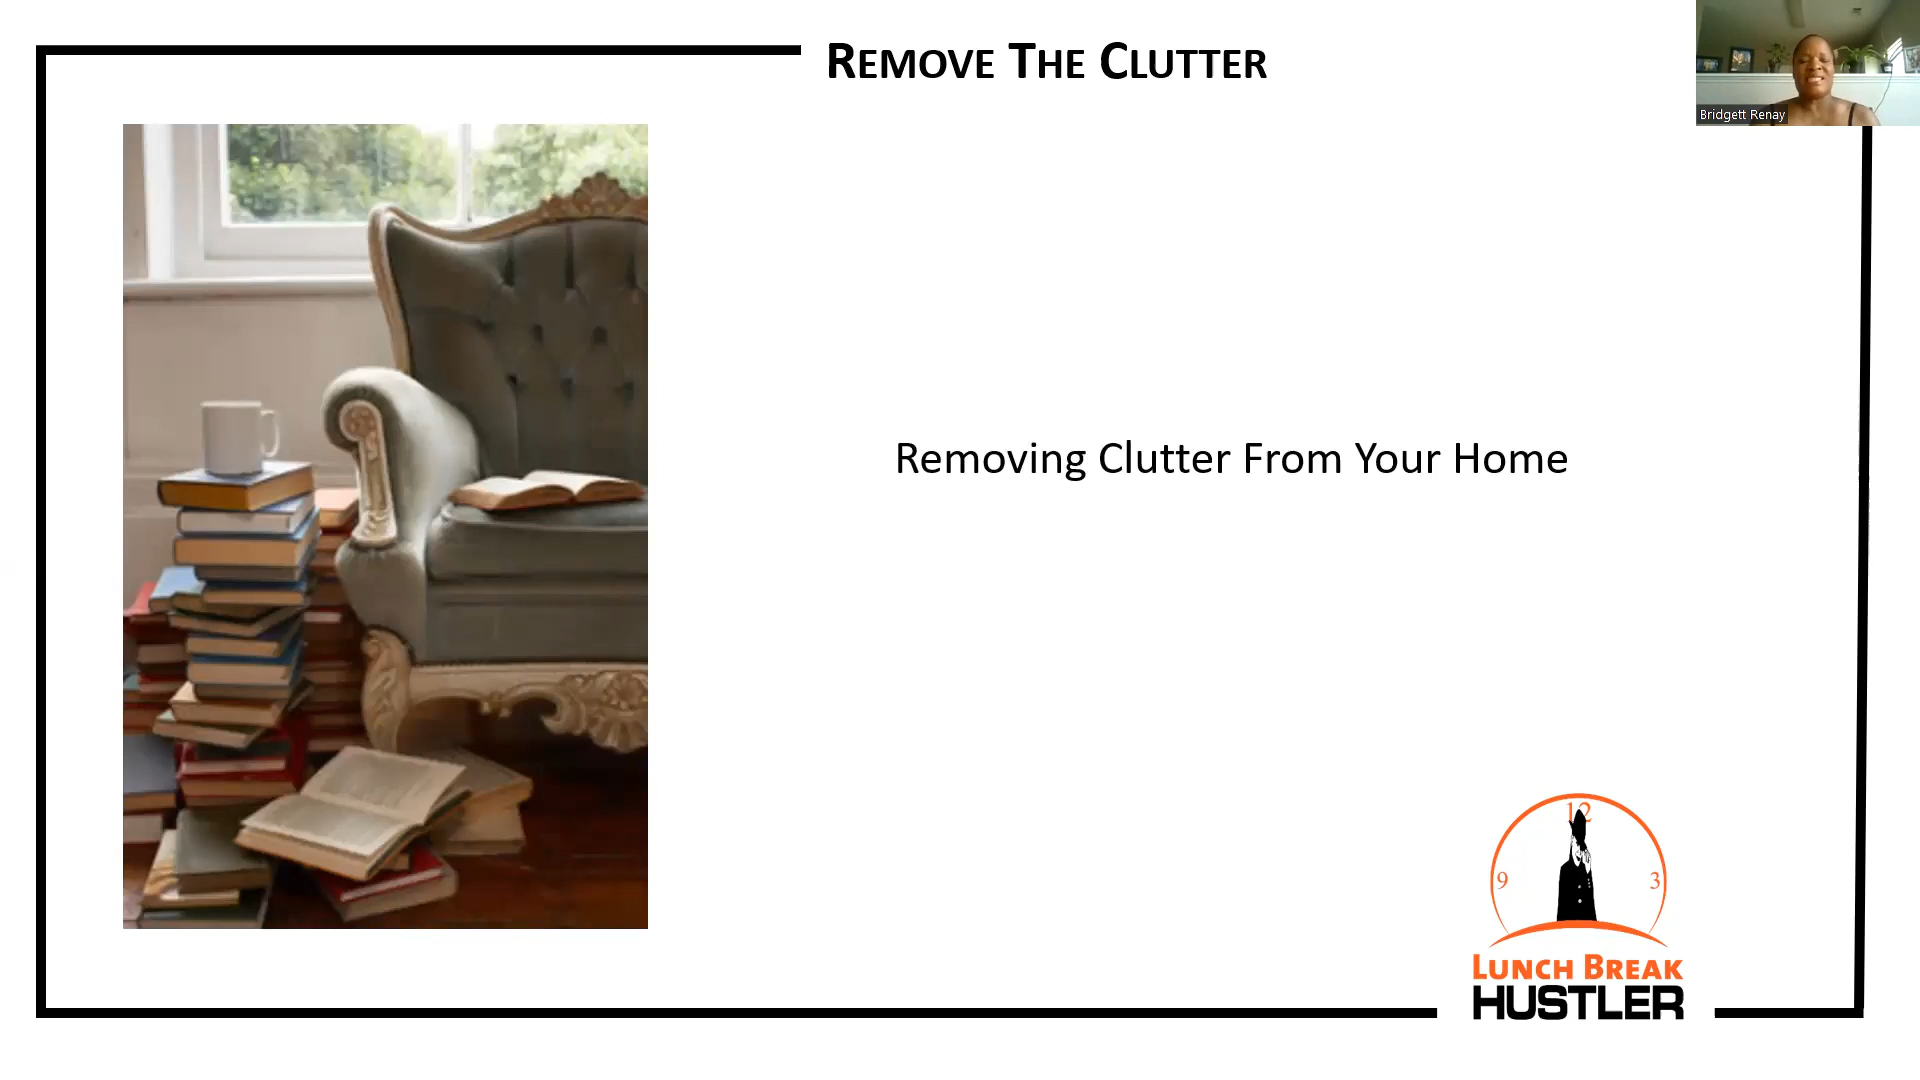 REMOVE THE CLUTTER
Bridgett Renay
Removing Clutter From Your Home
12
9
3
LUNCH BREAK
HUSTLER